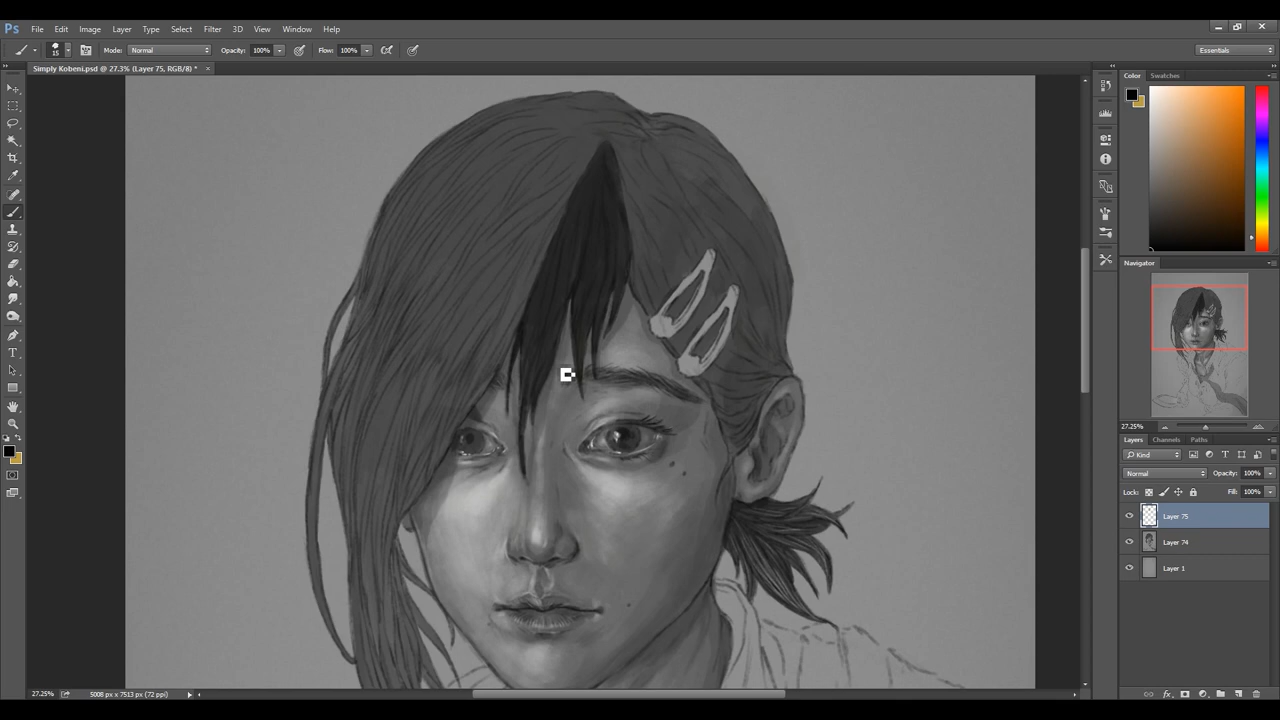 Ps File Edit Image Layer Type Select Filter 3D View Window Help
15 Mode: Normal Opacity: 100% Flow: 100% Essentials
Simply Kobeni.psd @ 27.3% (Layer 75, RGB/8) * ×
Color Swatches
Navigator
27.25%
Layers Channels Paths
Kind
Normal Opacity: 100%
Lock: Fill: 100%
Layer 75
Layer 74
Layer 1
27.25% 5008 px x 7513 px (72 ppi)
fx